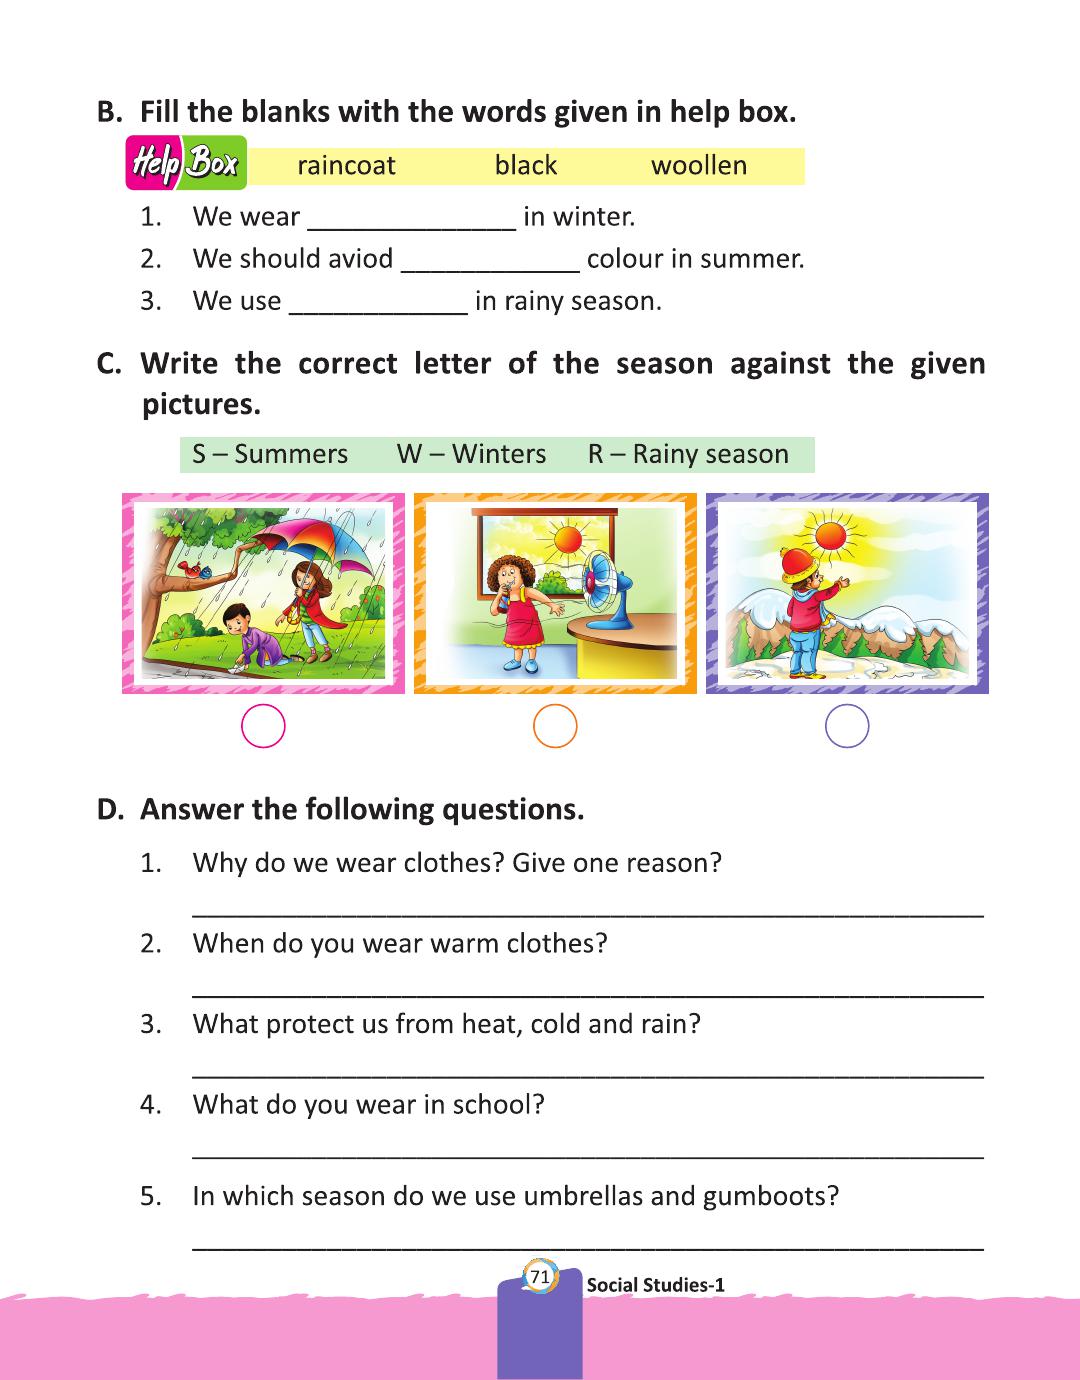 B. Fill the blanks with the words given in help box.
Help Box raincoat black woollen
1. We wear ______________ in winter.
2. We should aviod ____________ colour in summer.
3. We use ____________ in rainy season.
C. Write the correct letter of the season against the given
pictures.
S – Summers W – Winters R – Rainy season
D. Answer the following questions.
1. Why do we wear clothes? Give one reason?
2. When do you wear warm clothes?
3. What protect us from heat, cold and rain?
4. What do you wear in school?
5. In which season do we use umbrellas and gumboots?
71
Social Studies-1